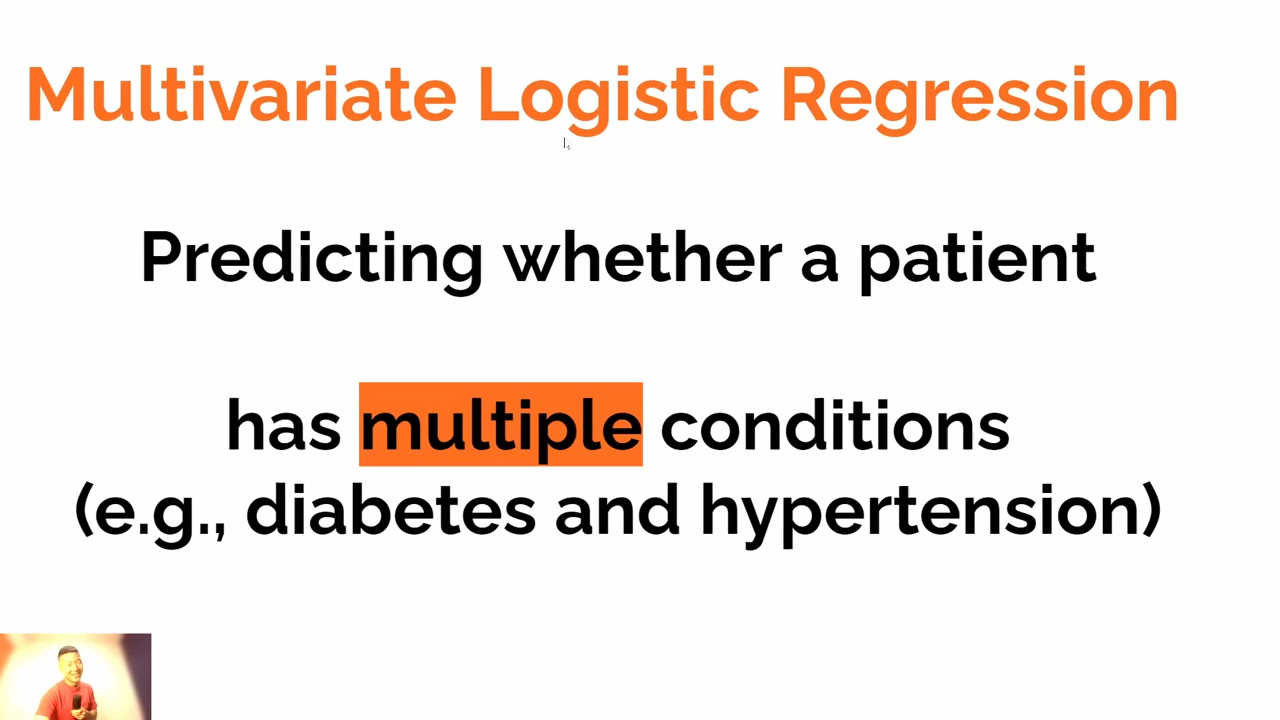 Multivariate Logistic Regression
Predicting whether a patient
has multiple conditions
(e.g., diabetes and hypertension)